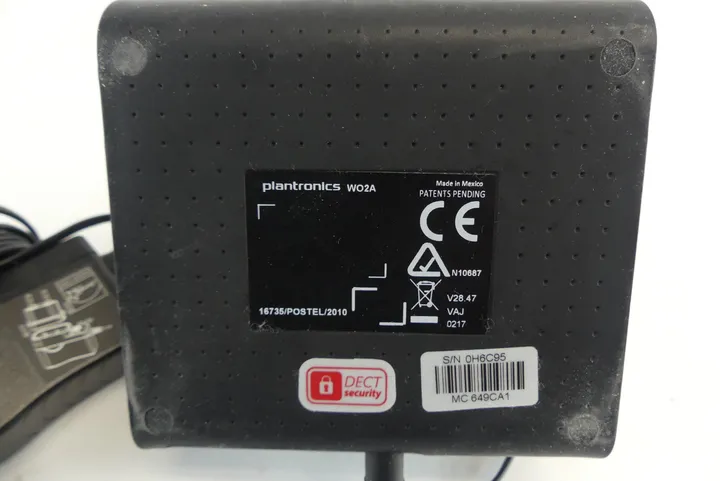 plantronics WO2A
Made in Mexico
PATENTS PENDING
CE
N10687
16735/POSTEL/2010
V28.47
VAJ
0217
DECT
security
S/N 0H6C95
MC 649CA1